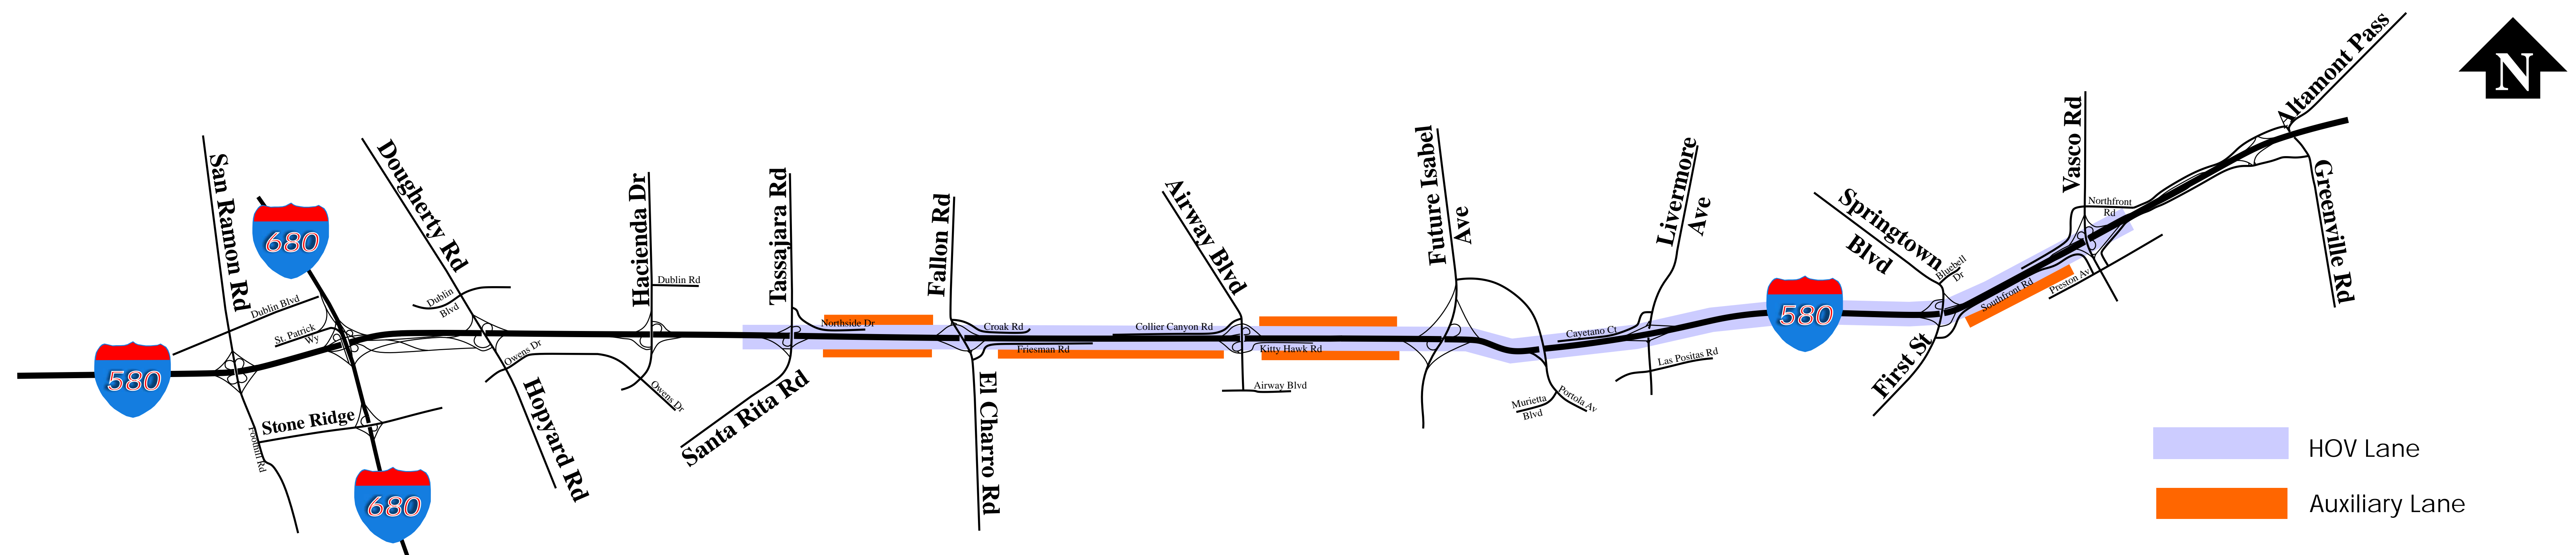 San Ramon Rd
680
Dublin Blvd
St. Patrick
Wy
580
Stone Ridge
Foothill Rd
680
Dougherty Rd
Dublin
Blvd
Owens Dr
Hopyard Rd
Hacienda Dr
Dublin Rd
Owens Dr
Tassajara Rd
Northside Dr
Santa Rita Rd
Fallon Rd
Croak Rd
Friesman Rd
El Charro Rd
Airway Blvd
Collier Canyon Rd
Kitty Hawk Rd
Airway Blvd
Future Isabel
Ave
Cayetano Ct
Murietta
Blvd
Portola Av
Livermore
Ave
Las Positas Rd
580
Springtown
Blvd
Bluebell
Dr
First St
Southfront Rd
Vasco Rd
Northfront
Rd
Preston Av
Altamont Pass
Greenville Rd
N
HOV Lane
Auxiliary Lane